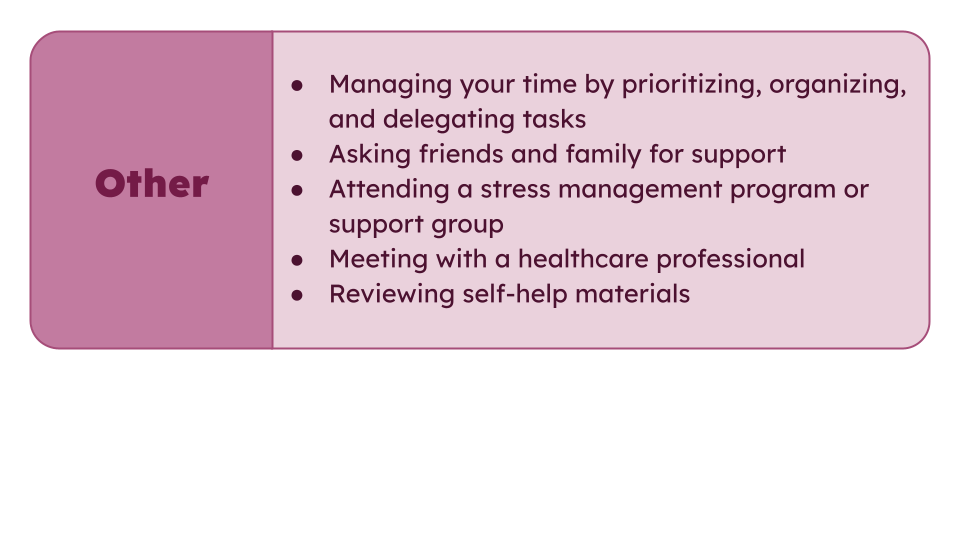 Other
● Managing your time by prioritizing, organizing,
and delegating tasks
● Asking friends and family for support
● Attending a stress management program or
support group
● Meeting with a healthcare professional
● Reviewing self-help materials